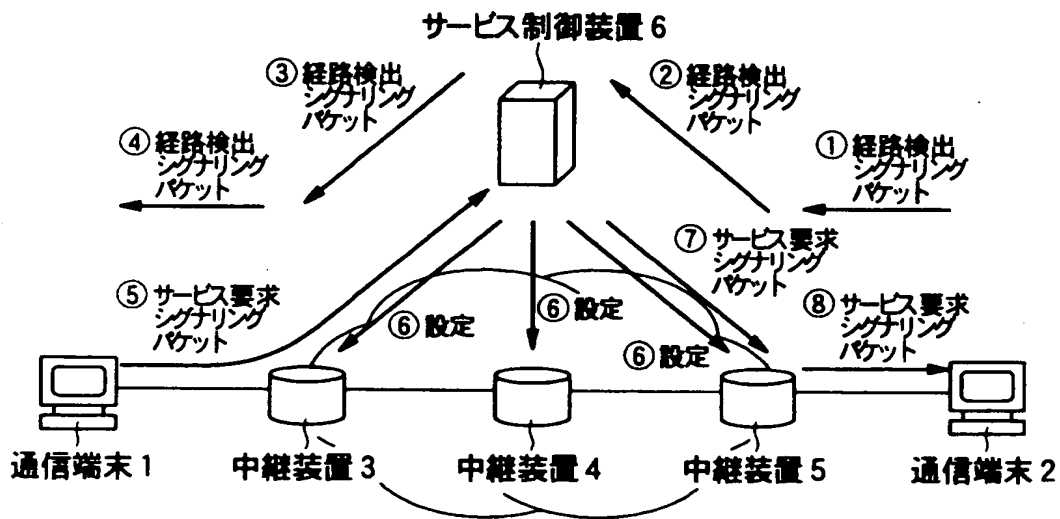 サービス制御装置6
③経路検出
シグナリング
パケット
②経路検出
シグナリング
パケット
④経路検出
シグナリング
パケット
①経路検出
シグナリング
パケット
⑦サービス要求
シグナリング
パケット
⑤サービス要求
シグナリング
パケット
⑥設定
⑥設定
⑧サービス要求
シグナリング
パケット
⑥設定
通信端末1
中継装置3
中継装置4
中継装置5
通信端末2